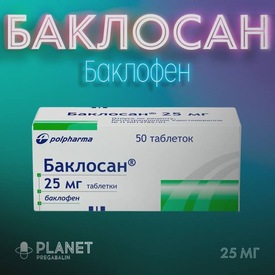 БАКЛОСАН
Баклофен
polpharma
50 таблеток
Баклосан® 25 мг
Баклосан®
25 мг таблетки
баклофен
PLANET
PREGABALIN
25 МГ